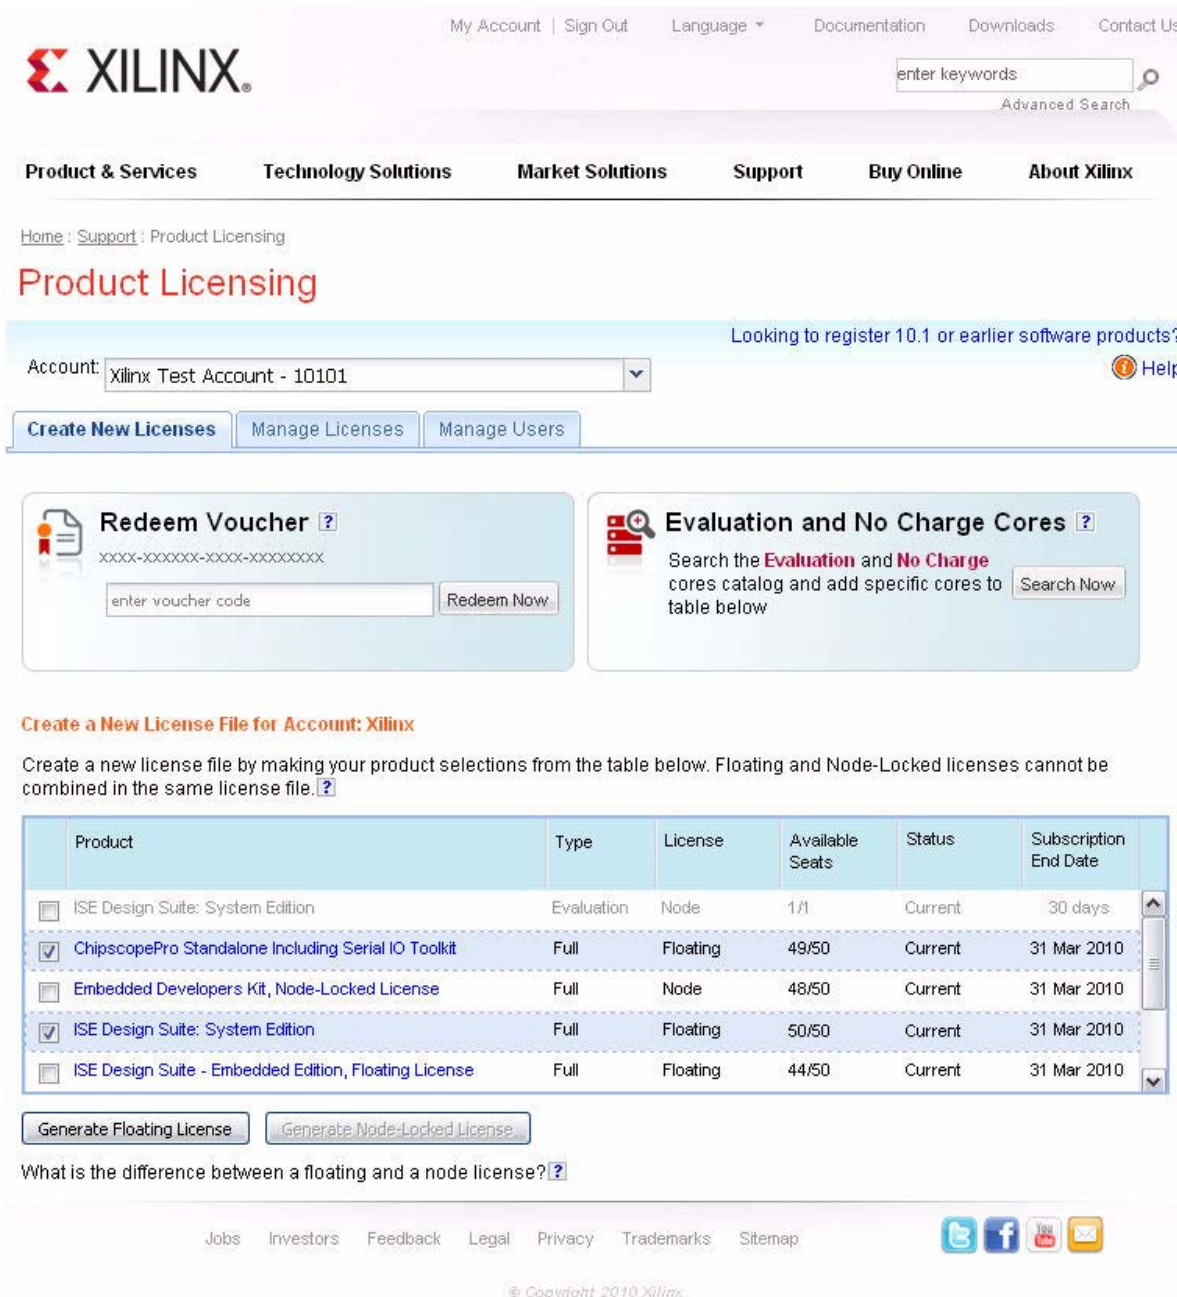 My Account | Sign Out Language Documentation Downloads Contact Us
XILINX®
enter keywords
Advanced Search
Product & Services Technology Solutions Market Solutions Support Buy Online About Xilinx
Home : Support : Product Licensing
Product Licensing
Looking to register 10.1 or earlier software products?
Account: Xilinx Test Account - 10101
Help
Create New Licenses Manage Licenses Manage Users
Redeem Voucher ?
XXXX-XXXXXX-XXXX-XXXXXXXX
enter voucher code Redeem Now
Evaluation and No Charge Cores ?
Search the Evaluation and No Charge
cores catalog and add specific cores to
table below
Search Now
Create a New License File for Account: Xilinx
Create a new license file by making your product selections from the table below. Floating and Node-Locked licenses cannot be
combined in the same license file. ?
Product Type License Available Seats Status Subscription End Date
ISE Design Suite: System Edition Evaluation Node 1/1 Current 30 days
ChipscopePro Standalone Including Serial IO Toolkit Full Floating 49/50 Current 31 Mar 2010
Embedded Developers Kit, Node-Locked License Full Node 48/50 Current 31 Mar 2010
ISE Design Suite: System Edition Full Floating 50/50 Current 31 Mar 2010
ISE Design Suite - Embedded Edition, Floating License Full Floating 44/50 Current 31 Mar 2010
Generate Floating License Generate Node-Locked License
What is the difference between a floating and a node license? ?
Jobs Investors Feedback Legal Privacy Trademarks Sitemap
You Tube
© Copyright 2010 Xilinx